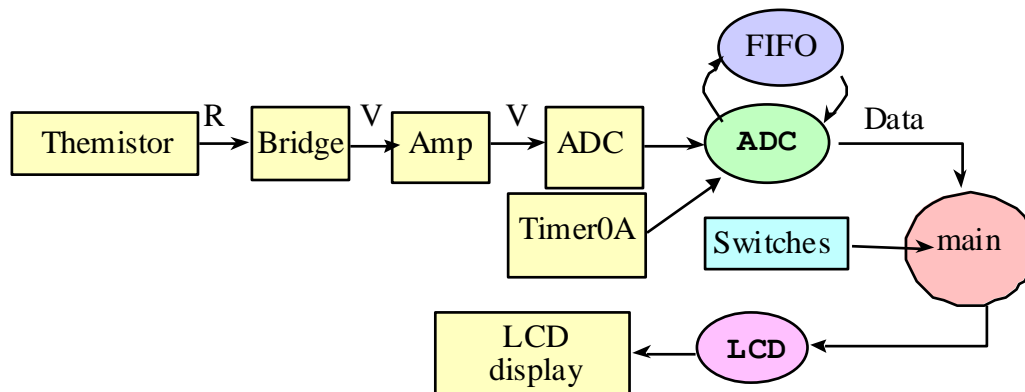 FIFO
R
V
V
Data
Themistor
Bridge
Amp
ADC
ADC
Timer0A
Switches
main
LCD
display
LCD